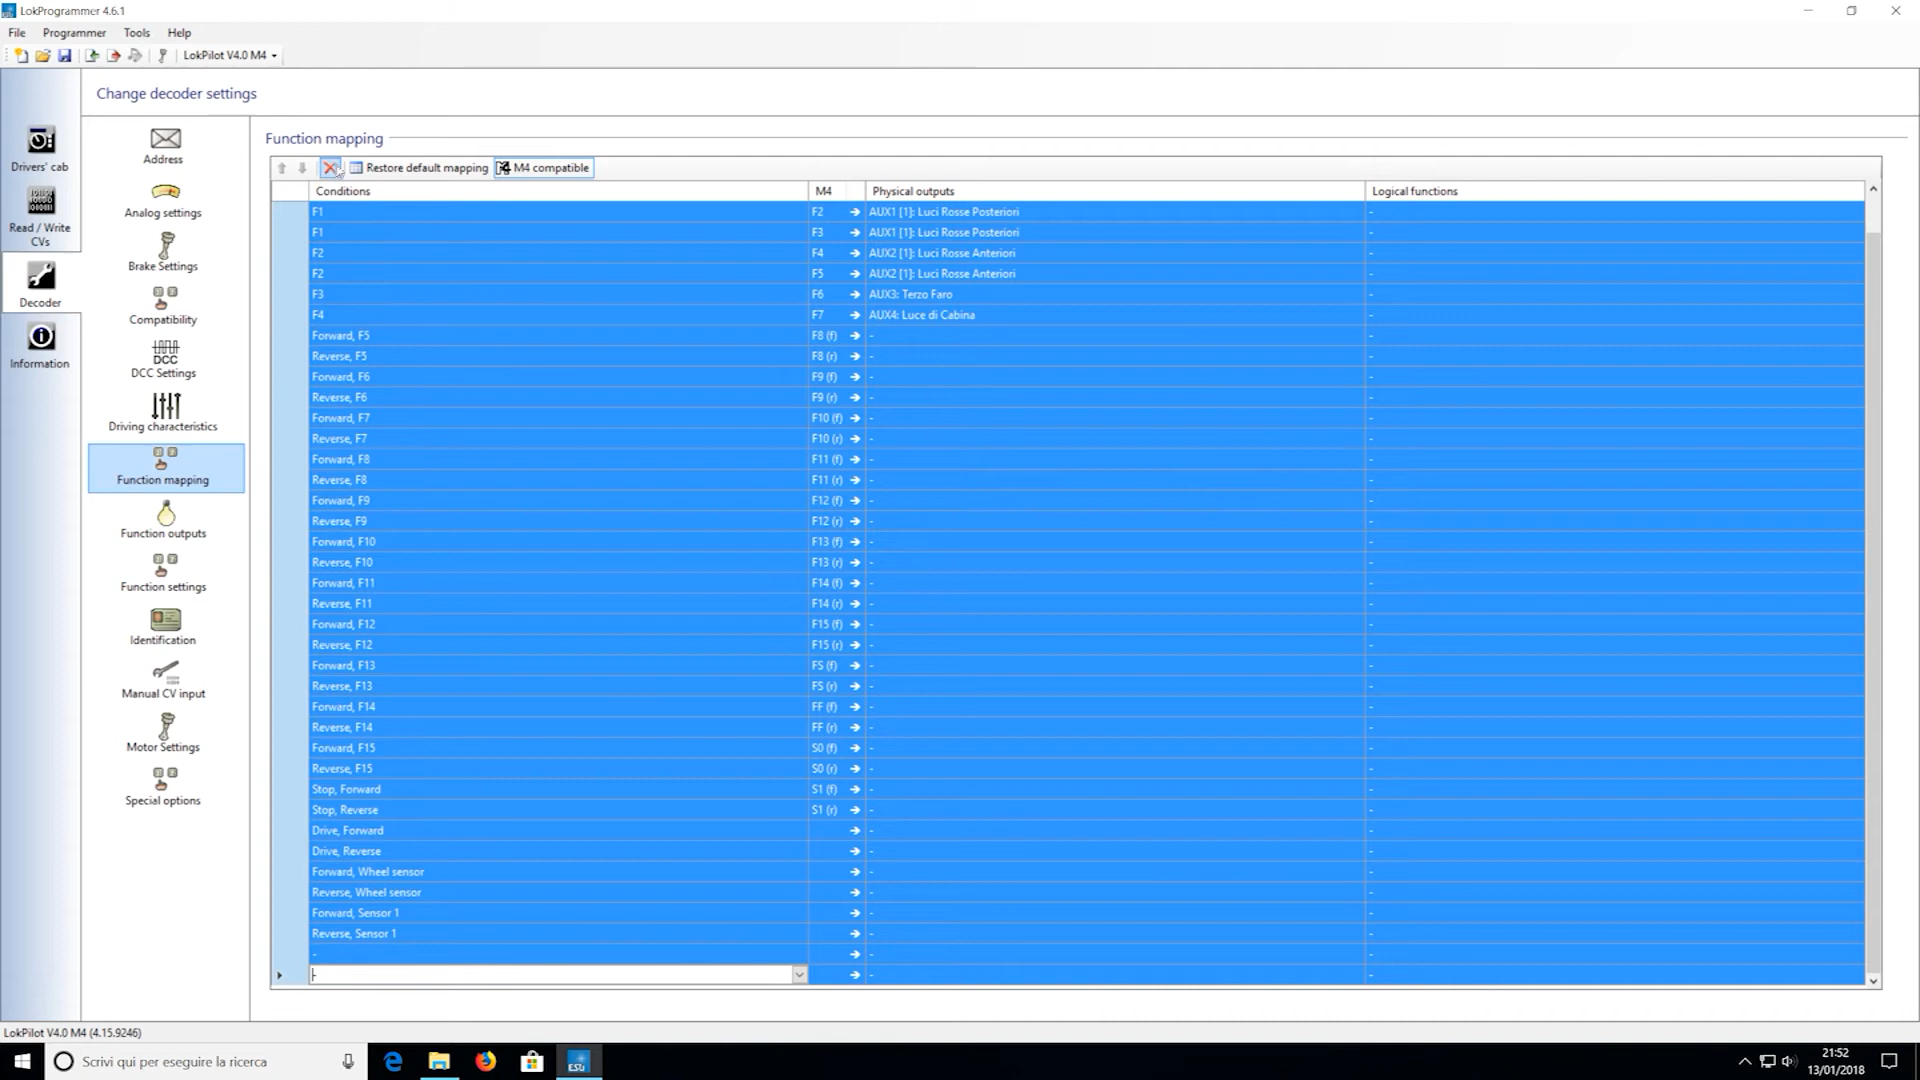 LokProgrammer 4.6.1
File Programmer Tools Help
LokPilot V4.0 M4
Change decoder settings
Drivers' cab
Read / Write
CVs
Decoder
Information
Address
Analog settings
Brake Settings
Compatibility
DCC
DCC Settings
Driving characteristics
Function mapping
Function outputs
Function settings
Identification
Manual CV input
Motor Settings
Special options
Function mapping
Restore default mapping M4 compatible
Conditions M4 Physical outputs Logical functions
F1 F2 AUX1 [1]: Luci Rosse Posteriori -
F1 F3 AUX1 [1]: Luci Rosse Posteriori -
F2 F4 AUX2 [1]: Luci Rosse Anteriori -
F2 F5 AUX2 [1]: Luci Rosse Anteriori -
F3 F6 AUX3: Terzo Faro -
F4 F7 AUX4: Luce di Cabina -
Forward, F5 F8 (f) - -
Reverse, F5 F8 (r) - -
Forward, F6 F9 (f) - -
Reverse, F6 F9 (r) - -
Forward, F7 F10 (f) - -
Reverse, F7 F10 (r) - -
Forward, F8 F11 (f) - -
Reverse, F8 F11 (r) - -
Forward, F9 F12 (f) - -
Reverse, F9 F12 (r) - -
Forward, F10 F13 (f) - -
Reverse, F10 F13 (r) - -
Forward, F11 F14 (f) - -
Reverse, F11 F14 (r) - -
Forward, F12 F15 (f) - -
Reverse, F12 F15 (r) - -
Forward, F13 FS (f) - -
Reverse, F13 FS (r) - -
Forward, F14 FF (f) - -
Reverse, F14 FF (r) - -
Forward, F15 S0 (f) - -
Reverse, F15 S0 (r) - -
Stop, Forward S1 (f) - -
Stop, Reverse S1 (r) - -
Drive, Forward - -
Drive, Reverse - -
Forward, Wheel sensor - -
Reverse, Wheel sensor - -
Forward, Sensor 1 - -
Reverse, Sensor 1 - -
- - -
- - -
LokPilot V4.0 M4 (4.15.9246)
Scrivi qui per eseguire la ricerca
ESU
21:52
13/01/2018